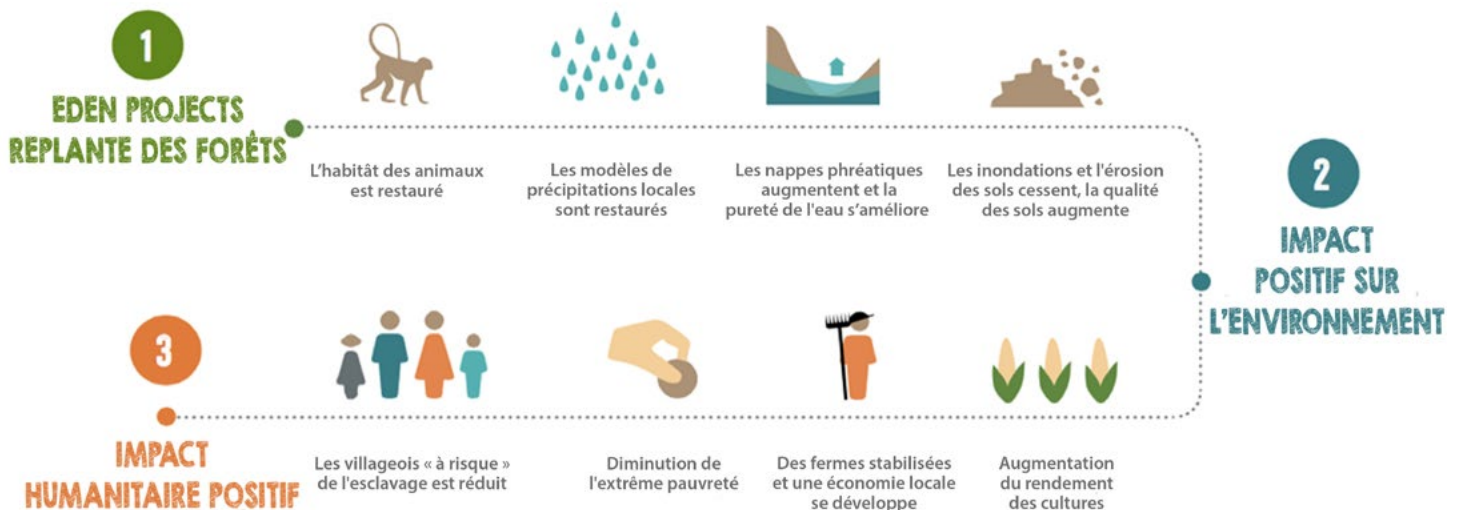 1
EDEN PROJECTS
REPLANTE DES FORÊTS
L'habitât des animaux
est restauré
Les modèles de
précipitations locales
sont restaurés
Les nappes phréatiques
augmentent et la
pureté de l'eau s'améliore
Les inondations et l'érosion
des sols cessent, la qualité
des sols augmente
2
IMPACT
POSITIF SUR
L'ENVIRONNEMENT
3
IMPACT
HUMANITAIRE POSITIF
Les villageois « à risque »
de l'esclavage est réduit
Diminution de
l'extrême pauvreté
Des fermes stabilisées
et une économie locale
se développe
Augmentation
du rendement
des cultures